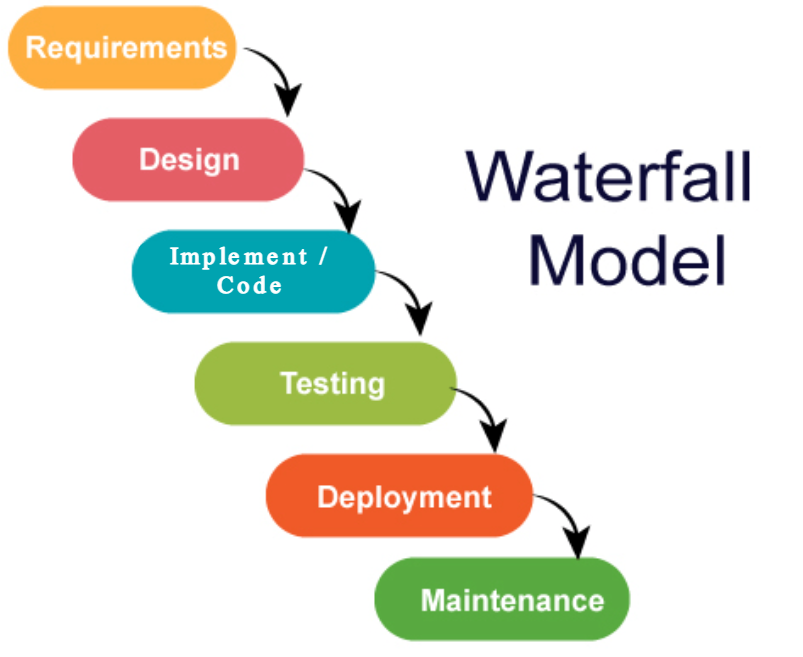 Requirements
Design
Implement /
Code
Testing
Deployment
Maintenance
Waterfall
Model